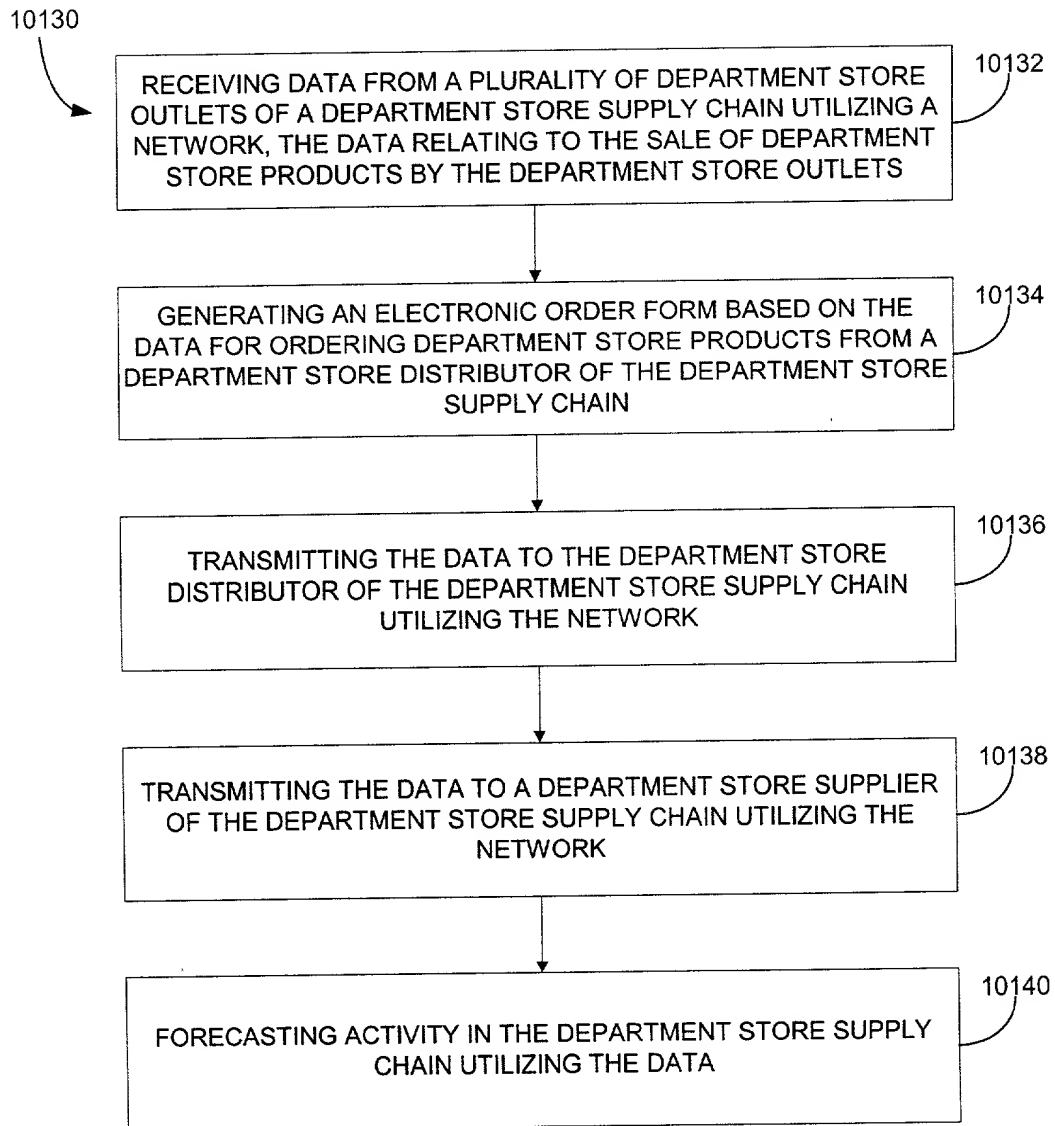 10130
10132
RECEIVING DATA FROM A PLURALITY OF DEPARTMENT STORE
OUTLETS OF A DEPARTMENT STORE SUPPLY CHAIN UTILIZING A
NETWORK, THE DATA RELATING TO THE SALE OF DEPARTMENT
STORE PRODUCTS BY THE DEPARTMENT STORE OUTLETS
10134
GENERATING AN ELECTRONIC ORDER FORM BASED ON THE
DATA FOR ORDERING DEPARTMENT STORE PRODUCTS FROM A
DEPARTMENT STORE DISTRIBUTOR OF THE DEPARTMENT STORE
SUPPLY CHAIN
10136
TRANSMITTING THE DATA TO THE DEPARTMENT STORE
DISTRIBUTOR OF THE DEPARTMENT STORE SUPPLY CHAIN
UTILIZING THE NETWORK
10138
TRANSMITTING THE DATA TO A DEPARTMENT STORE SUPPLIER
OF THE DEPARTMENT STORE SUPPLY CHAIN UTILIZING THE
NETWORK
10140
FORECASTING ACTIVITY IN THE DEPARTMENT STORE SUPPLY
CHAIN UTILIZING THE DATA